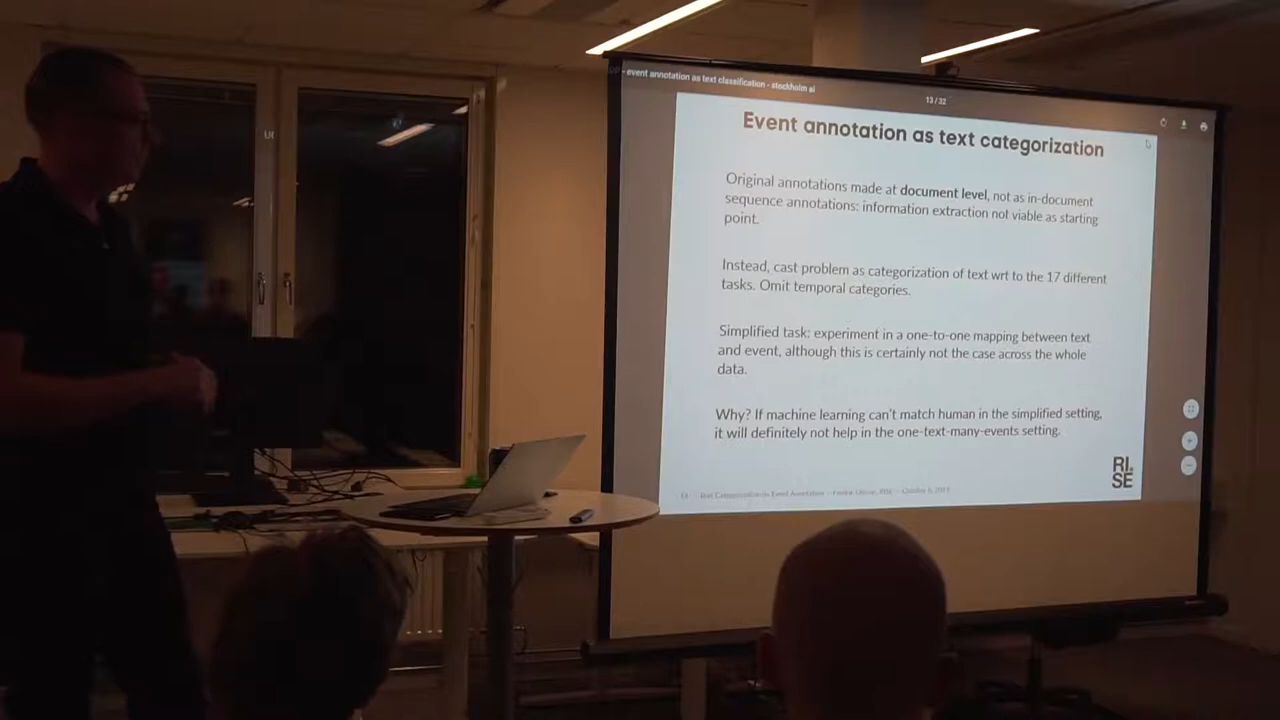 - event annotation as text classification - stockholm ai
13 / 32
Event annotation as text categorization
Original annotations made at document level, not as in-document
sequence annotations: information extraction not viable as starting
point.
Instead, cast problem as categorization of text wrt to the 17 different
tasks. Omit temporal categories.
Simplified task: experiment in a one-to-one mapping between text
and event, although this is certainly not the case across the whole
data.
Why? If machine learning can't match human in the simplified setting,
it will definitely not help in the one-text-many-events setting.
RI.
SE